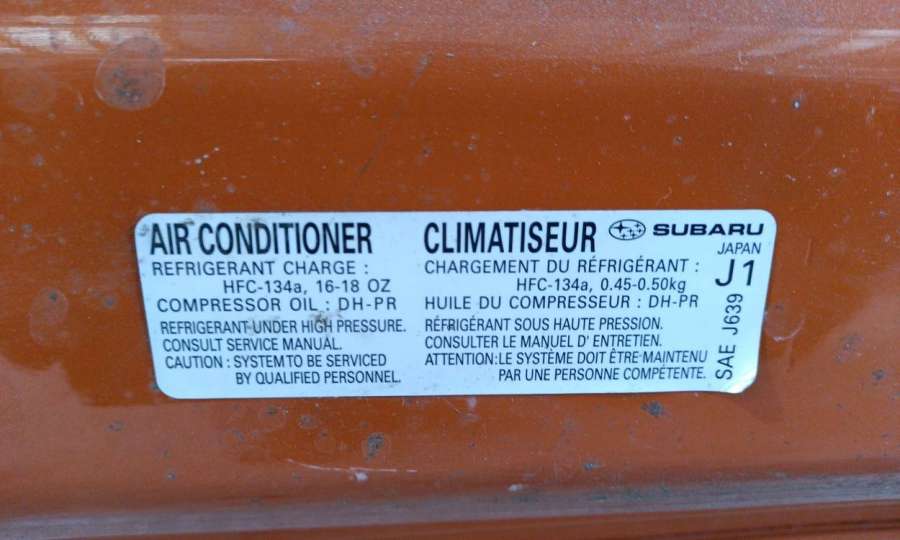 AIR CONDITIONER
REFRIGERANT CHARGE :
HFC-134a, 16-18 OZ
COMPRESSOR OIL : DH-PR
REFRIGERANT UNDER HIGH PRESSURE.
CONSULT SERVICE MANUAL.
CAUTION : SYSTEM TO BE SERVICED
BY QUALIFIED PERSONNEL.
CLIMATISEUR
CHARGEMENT DU RÉFRIGÉRANT :
HFC-134a, 0.45-0.50kg
HUILE DU COMPRESSEUR : DH-PR
RÉFRIGÉRANT SOUS HAUTE PRESSION.
CONSULTER LE MANUEL D' ENTRETIEN.
ATTENTION:LE SYSTÈME DOIT ÊTRE MAINTENU
PAR UNE PERSONNE COMPÉTENTE.
SUBARU
JAPAN
J1
SAE J639